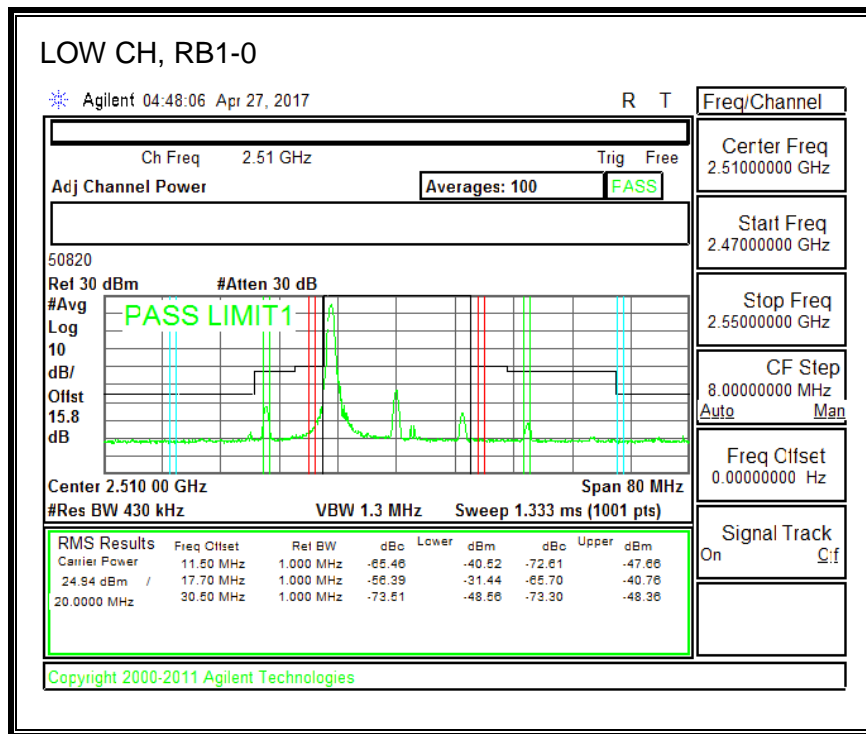 LOW CH, RB1-0
Agilent 04:48:06 Apr 27, 2017 R T
Freq/Channel
Ch Freq 2.51 GHz Trig Free
Adj Channel Power Averages: 100 PASS
Center Freq
2.51000000 GHz
Start Freq
2.47000000 GHz
Stop Freq
2.55000000 GHz
CF Step
8.00000000 MHz
Auto Man
Freq Offset
0.00000000 Hz
Signal Track
On Off
50820
Ref 30 dBm #Atten 30 dB
#Avg
Log
10
dB/
Offst
15.8
dB
PASS LIMIT1
Center 2.510 00 GHz Span 80 MHz
#Res BW 430 kHz VBW 1.3 MHz Sweep 1.333 ms (1001 pts)
RMS Results Freq Offset Ref BW dBc Lower dBm dBc Upper dBm
Carrier Power 11.50 MHz 1.000 MHz -65.46 -40.52 -72.61 -47.66
24.94 dBm / 17.70 MHz 1.000 MHz -56.39 -31.44 -65.70 -40.76
20.0000 MHz 30.50 MHz 1.000 MHz -73.51 -48.56 -73.30 -48.36
Copyright 2000-2011 Agilent Technologies